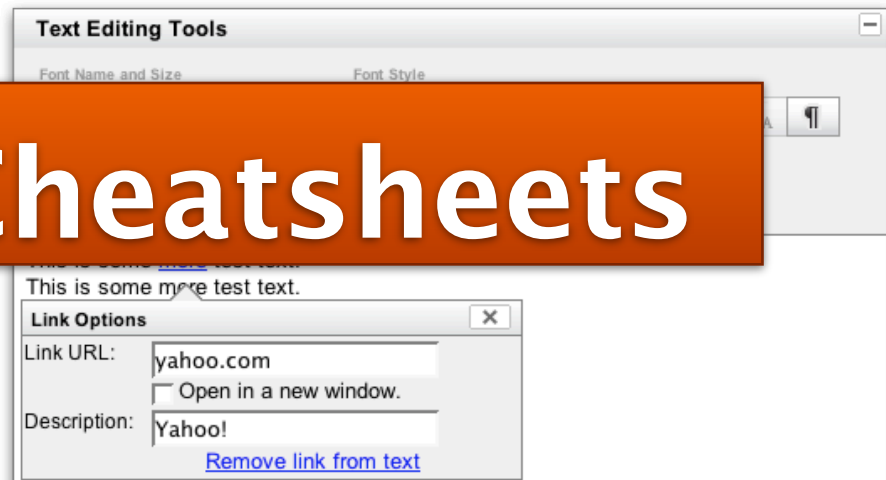 Text Editing Tools
Font Name and Size Font Style
A ¶
Cheatsheets
This is some more test text.
This is some more test text.
Link Options
Link URL: yahoo.com
Open in a new window.
Description: Yahoo!
Remove link from text